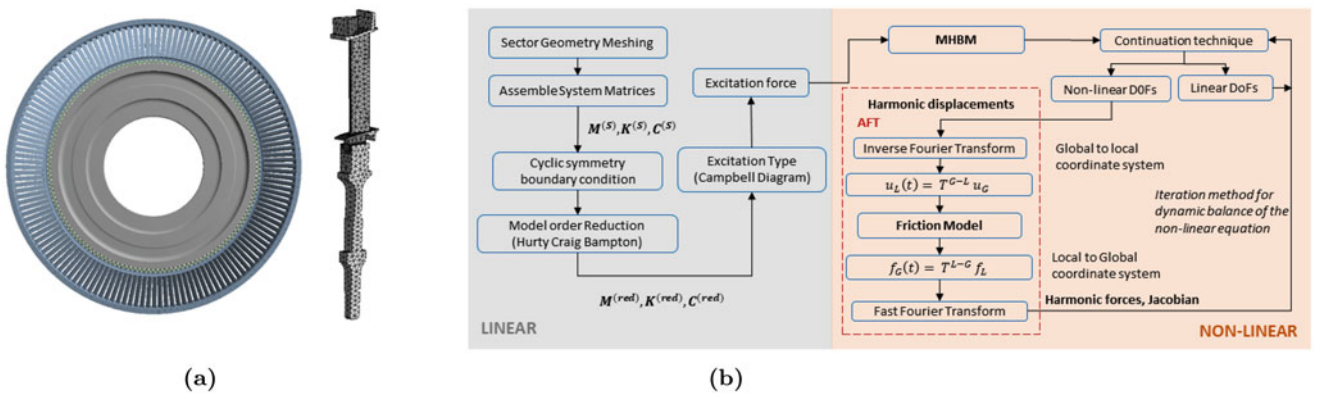 Sector Geometry Meshing
Assemble System Matrices
M^(S), K^(S), C^(S)
Cyclic symmetry
boundary condition
Model order Reduction
(Hurty Craig Bampton)
M^(red), K^(red), C^(red)
LINEAR
Excitation force
Excitation Type
(Campbell Diagram)
MHBM
Continuation technique
Non-linear D0Fs
Linear DoFs
Harmonic displacements
AFT
Inverse Fourier Transform
u_L(t) = T^{G-L} u_G
Friction Model
f_G(t) = T^{L-G} f_L
Fast Fourier Transform
Global to local
coordinate system
Iteration method for
dynamic balance of the
non-linear equation
Local to Global
coordinate system
Harmonic forces, Jacobian
NON-LINEAR
(a)
(b)